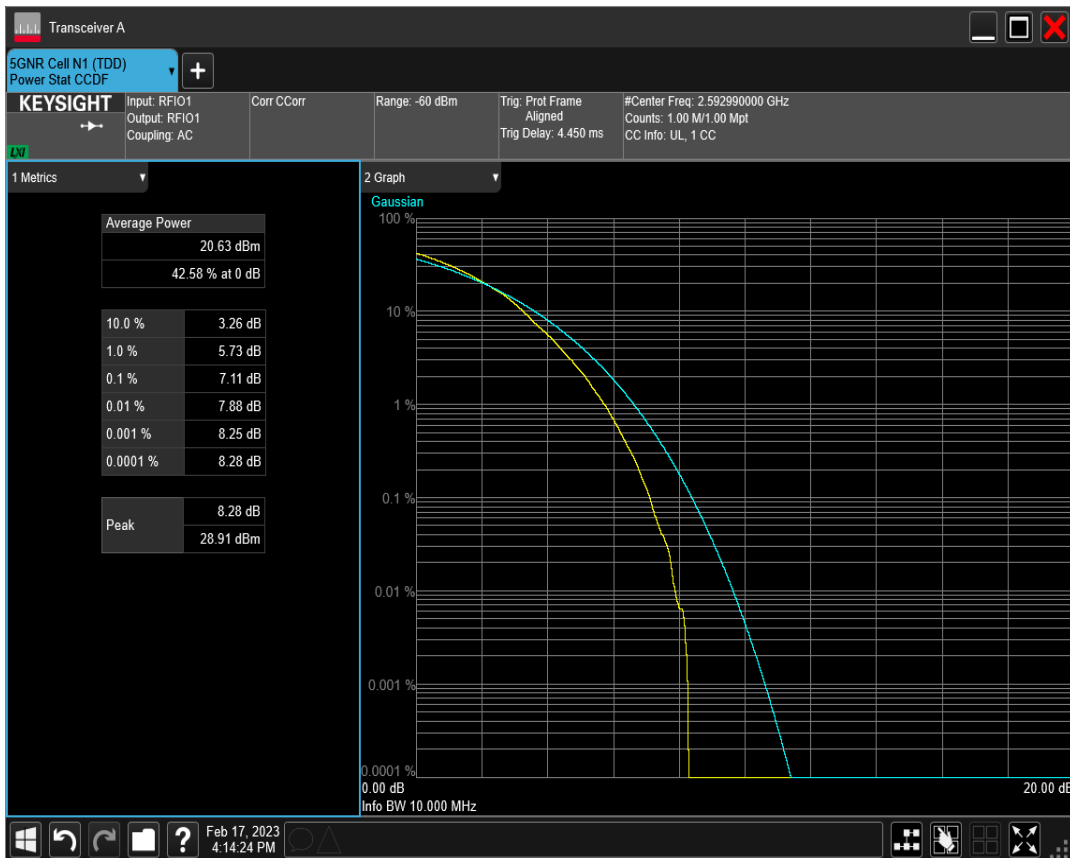 Transceiver A
5GNR Cell N1 (TDD)
Power Stat CCDF
KEYSIGHT
LXI
Input: RFIO1
Output: RFIO1
Coupling: AC
Corr CCorr
Range: -60 dBm
Trig: Prot Frame
Aligned
Trig Delay: 4.450 ms
#Center Freq: 2.592990000 GHz
Counts: 1.00 M/1.00 Mpt
CC Info: UL, 1 CC
1 Metrics
Average Power
20.63 dBm
42.58 % at 0 dB
10.0 % 3.26 dB
1.0 % 5.73 dB
0.1 % 7.11 dB
0.01 % 7.88 dB
0.001 % 8.25 dB
0.0001 % 8.28 dB
Peak
8.28 dB
28.91 dBm
2 Graph
Gaussian
100 %
10 %
1 %
0.1 %
0.01 %
0.001 %
0.0001 %
0.00 dB 20.00 dB
Info BW 10.000 MHz
Feb 17, 2023
4:14:24 PM